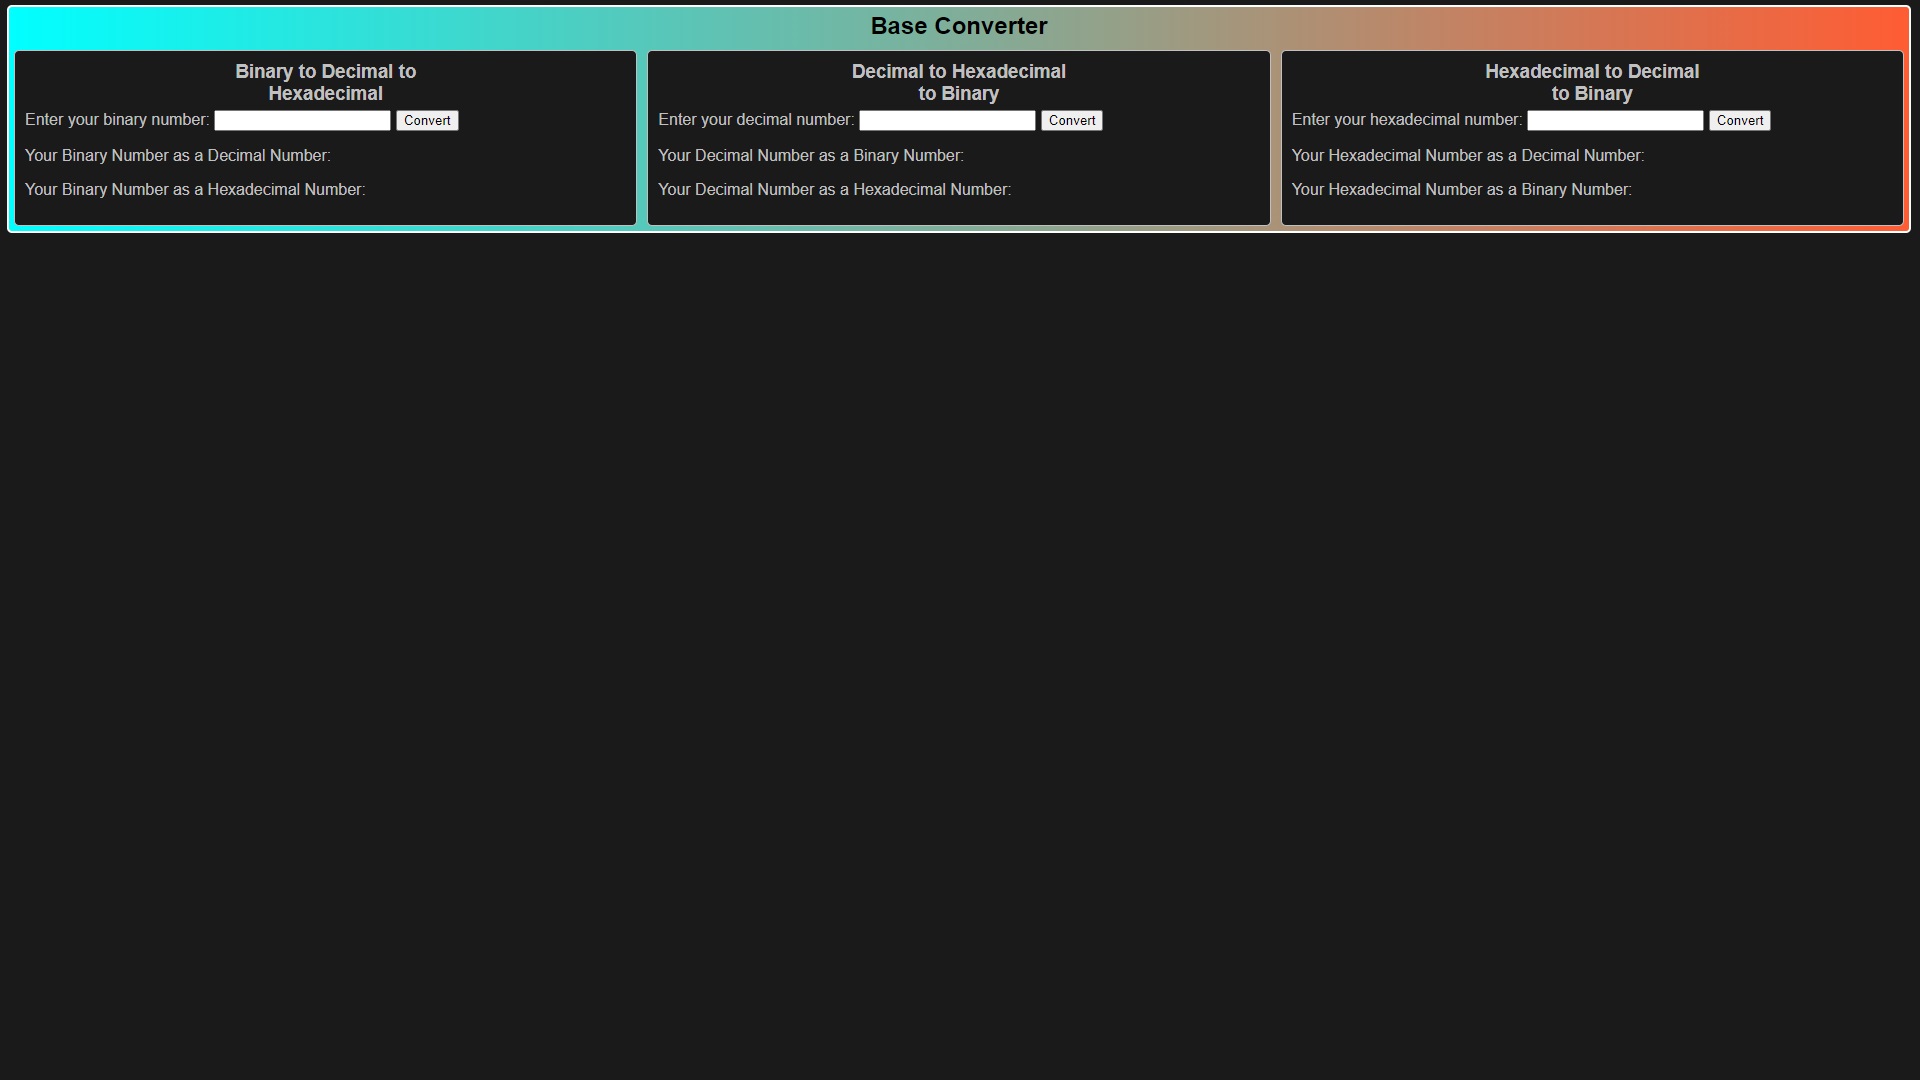 Base Converter
Binary to Decimal to
Hexadecimal
Enter your binary number: Convert
Your Binary Number as a Decimal Number:
Your Binary Number as a Hexadecimal Number:
Decimal to Hexadecimal
to Binary
Enter your decimal number: Convert
Your Decimal Number as a Binary Number:
Your Decimal Number as a Hexadecimal Number:
Hexadecimal to Decimal
to Binary
Enter your hexadecimal number: Convert
Your Hexadecimal Number as a Decimal Number:
Your Hexadecimal Number as a Binary Number: